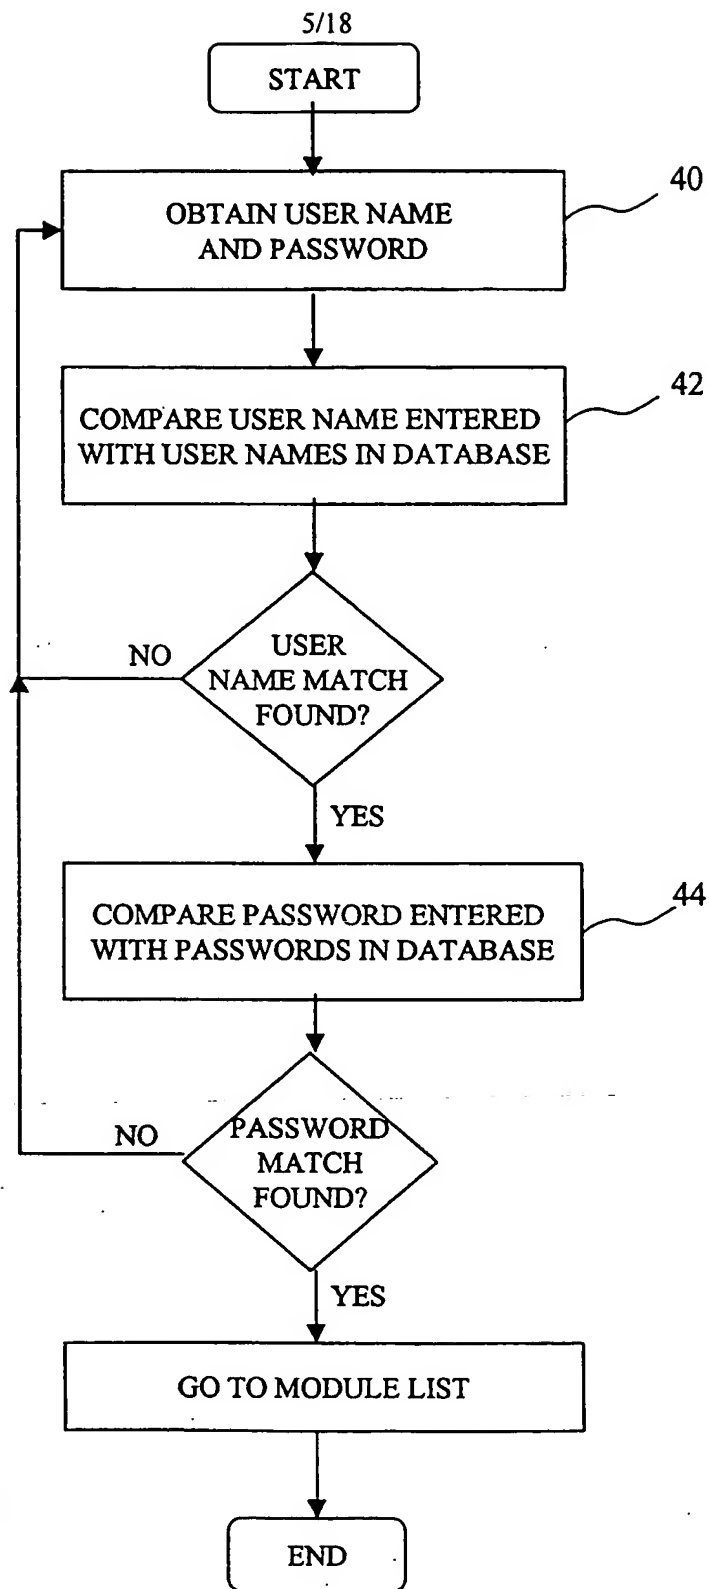 5/18
START
40
OBTAIN USER NAME
AND PASSWORD
42
COMPARE USER NAME ENTERED
WITH USER NAMES IN DATABASE
USER
NAME MATCH
FOUND?
NO
YES
44
COMPARE PASSWORD ENTERED
WITH PASSWORDS IN DATABASE
PASSWORD
MATCH
FOUND?
NO
YES
GO TO MODULE LIST
END